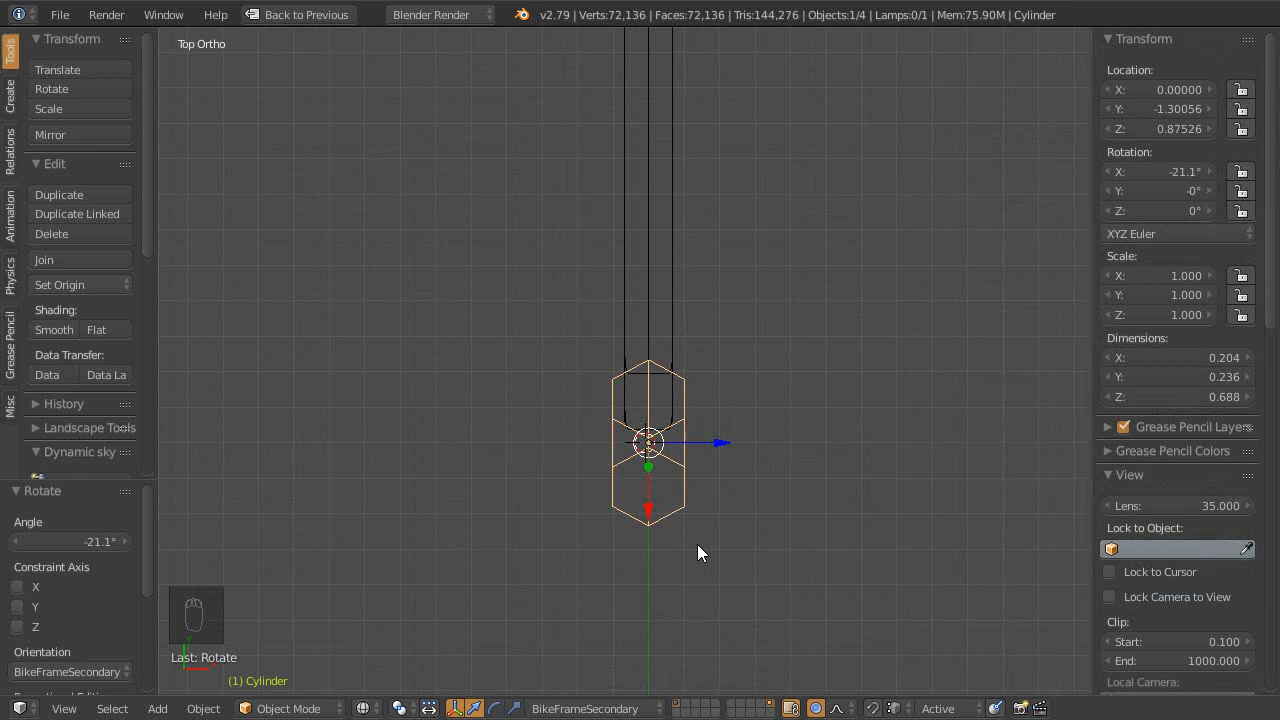 File Render Window Help Back to Previous Blender Render v2.79 | Verts:72,136 | Faces:72,136 | Tris:144,276 | Objects:1/4 | Lamps:0/1 | Mem:75.90M | Cylinder
Tools
Create
Relations
Animation
Physics
Grease Pencil
Misc
Transform
Translate
Rotate
Scale
Mirror
Edit
Duplicate
Duplicate Linked
Delete
Join
Set Origin
Shading:
Smooth Flat
Data Transfer:
Data Data La
History
Landscape Tools
Dynamic sky
Rotate
Angle
-21.1°
Constraint Axis
X
Y
Z
Orientation
BikeFrameSecondary
Top Ortho
Last: Rotate
(1) Cylinder
Transform
Location:
X: 0.00000
Y: -1.30056
Z: 0.87526
Rotation:
X: -21.1°
Y: -0°
Z: 0°
XYZ Euler
Scale:
X: 1.000
Y: 1.000
Z: 1.000
Dimensions:
X: 0.204
Y: 0.236
Z: 0.688
Grease Pencil Layers
Grease Pencil Colors
View
Lens: 35.000
Lock to Object:
Lock to Cursor
Lock Camera to View
Clip:
Start: 0.100
End: 1000.000
Local Camera:
View Select Add Object Object Mode BikeFrameSecondary Active